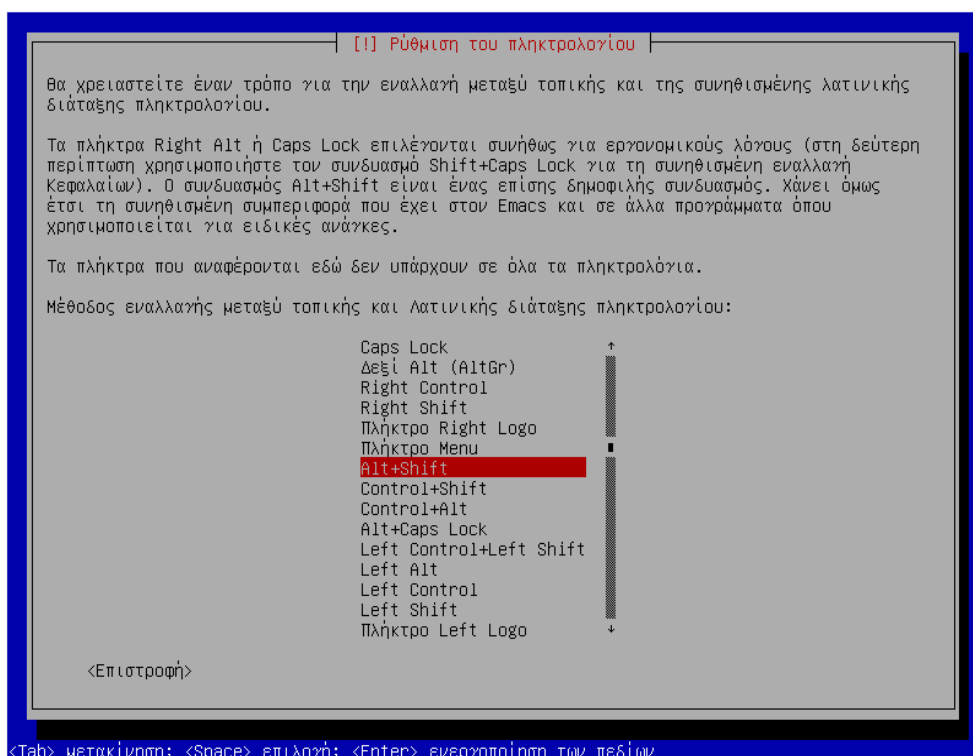 [!] Ρύθμιση του πληκτρολογίου
Θα χρειαστείτε έναν τρόπο για την εναλλαγή μεταξύ τοπικής και της συνηθισμένης λατινικής
διάταξης πληκτρολογίου.
Τα πλήκτρα Right Alt ή Caps Lock επιλέγονται συνήθως για εργονομικούς λόγους (στη δεύτερη
περίπτωση χρησιμοποιήστε τον συνδυασμό Shift+Caps Lock για τη συνηθισμένη εναλλαγή
Κεφαλαίων). Ο συνδυασμός Alt+Shift είναι ένας επίσης δημοφιλής συνδυασμός. Χάνει όμως
έτσι τη συνηθισμένη συμπεριφορά που έχει στον Emacs και σε άλλα προγράμματα όπου
χρησιμοποιείται για ειδικές ανάγκες.
Τα πλήκτρα που αναφέρονται εδώ δεν υπάρχουν σε όλα τα πληκτρολόγια.
Μέθοδος εναλλαγής μεταξύ τοπικής και Λατινικής διάταξης πληκτρολογίου:
Caps Lock
Δεξί Alt (AltGr)
Right Control
Right Shift
Πλήκτρο Right Logo
Πλήκτρο Menu
Alt+Shift
Control+Shift
Control+Alt
Alt+Caps Lock
Left Control+Left Shift
Left Alt
Left Control
Left Shift
Πλήκτρο Left Logo
<Επιστροφή>
<Tab> μετακίνηση; <Space> επιλογή; <Enter> ενεργοποίηση των πεδίων